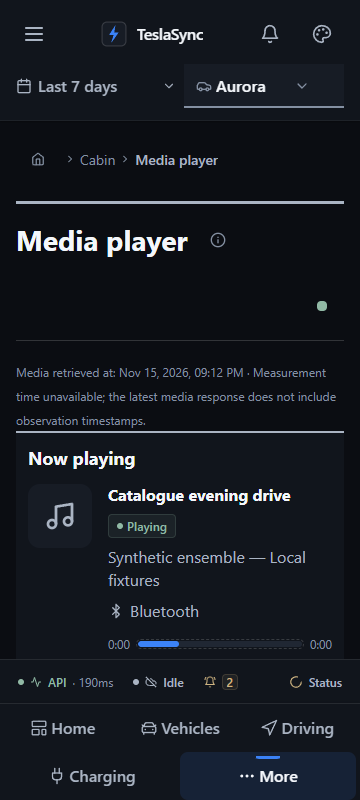 TeslaSync
Last 7 days
Aurora
Cabin
Media player
Media player
Media retrieved at: Nov 15, 2026, 09:12 PM · Measurement
time unavailable; the latest media response does not include
observation timestamps.
Now playing
Catalogue evening drive
Playing
Synthetic ensemble — Local
fixtures
Bluetooth
0:00 0:00
API · 190ms Idle 2 Status
Home Vehicles Driving
Charging More